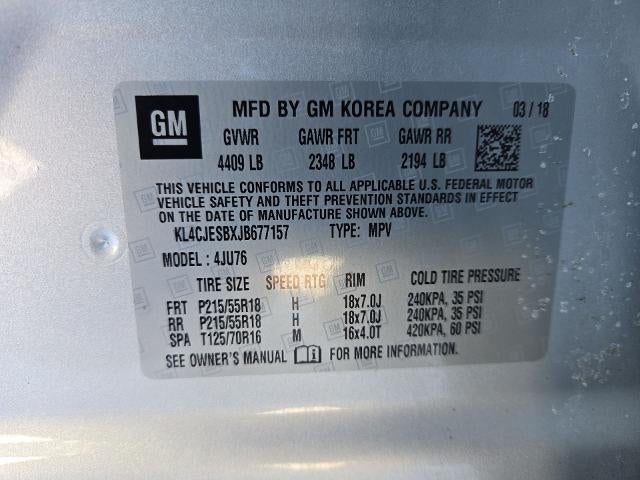 GM MFD BY GM KOREA COMPANY 03/18
GVWR GAWR FRT GAWR RR
4409 LB 2348 LB 2194 LB
THIS VEHICLE CONFORMS TO ALL APPLICABLE U.S. FEDERAL MOTOR
VEHICLE SAFETY AND THEFT PREVENTION STANDARDS IN EFFECT
ON THE DATE OF MANUFACTURE SHOWN ABOVE.
KL4CJESBXJB677157 TYPE: MPV
MODEL: 4JU76
TIRE SIZE SPEED RTG RIM COLD TIRE PRESSURE
FRT P215/55R18 H 18x7.0J 240KPA, 35 PSI
RR P215/55R18 H 18x7.0J 240KPA, 35 PSI
SPA T125/70R16 M 16x4.0T 420KPA, 60 PSI
SEE OWNER'S MANUAL FOR MORE INFORMATION.